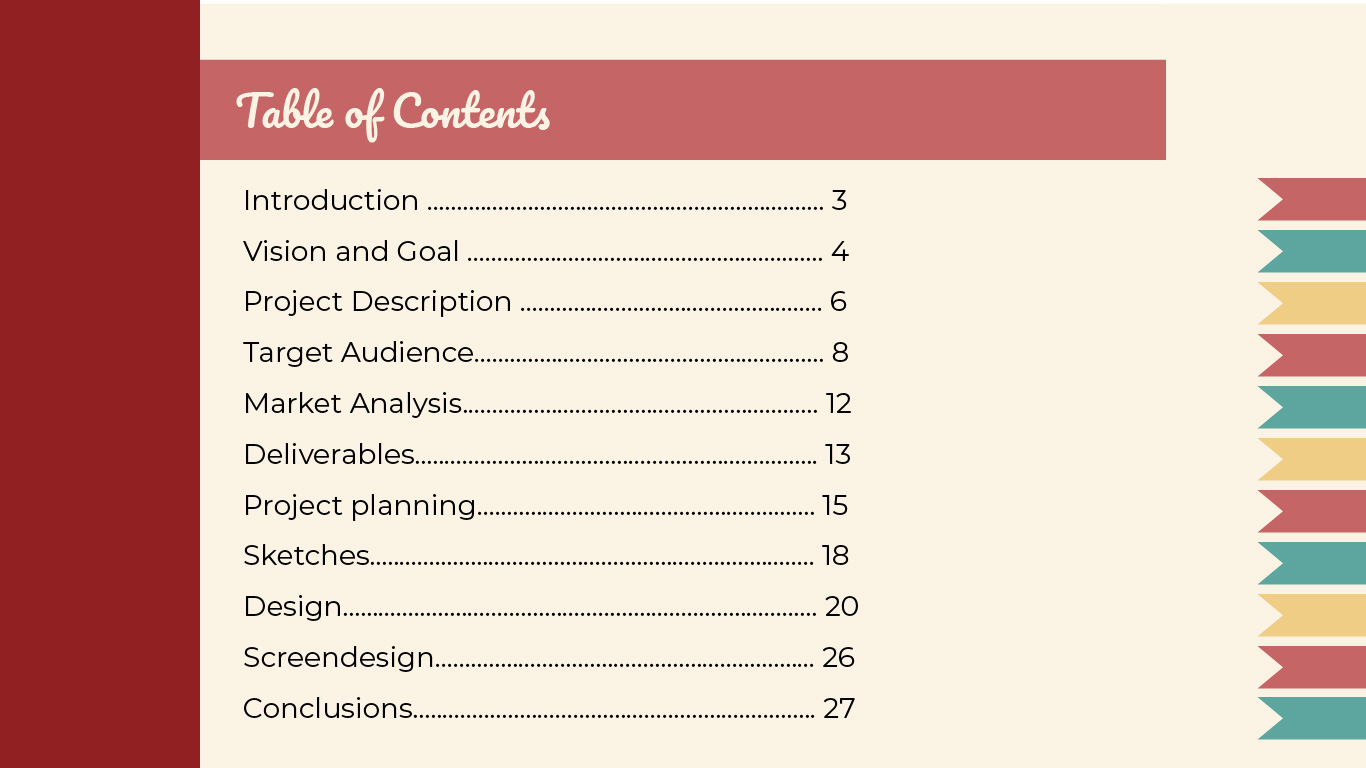 Table of Contents
Introduction ................................................................... 3
Vision and Goal ............................................................ 4
Project Description ................................................... 6
Target Audience........................................................... 8
Market Analysis............................................................ 12
Deliverables.................................................................... 13
Project planning......................................................... 15
Sketches........................................................................... 18
Design................................................................................ 20
Screendesign................................................................ 26
Conclusions.................................................................... 27